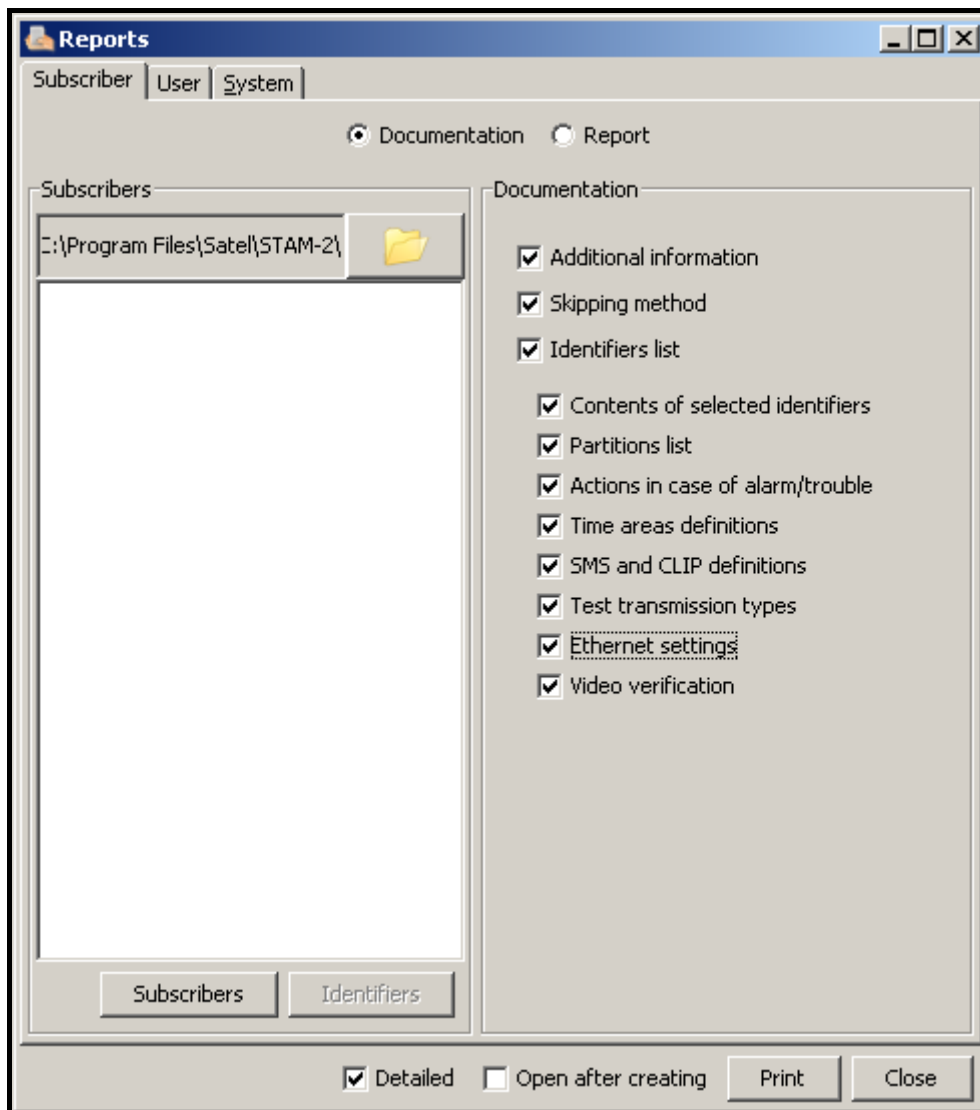 Reports
Subscriber User System
Documentation Report
Subscribers Documentation
C:\Program Files\Satel\STAM-2\
Additional information
Skipping method
Identifiers list
Contents of selected identifiers
Partitions list
Actions in case of alarm/trouble
Time areas definitions
SMS and CLIP definitions
Test transmission types
Ethernet settings
Video verification
Subscribers Identifiers
Detailed Open after creating Print Close